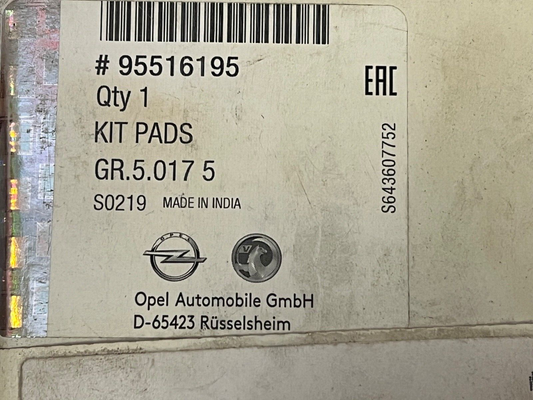 # 95516195
Qty 1
KIT PADS
GR.5.017 5
S0219 MADE IN INDIA
EAC
S643607752
OPEL
V
Opel Automobile GmbH
D-65423 Rüsselsheim